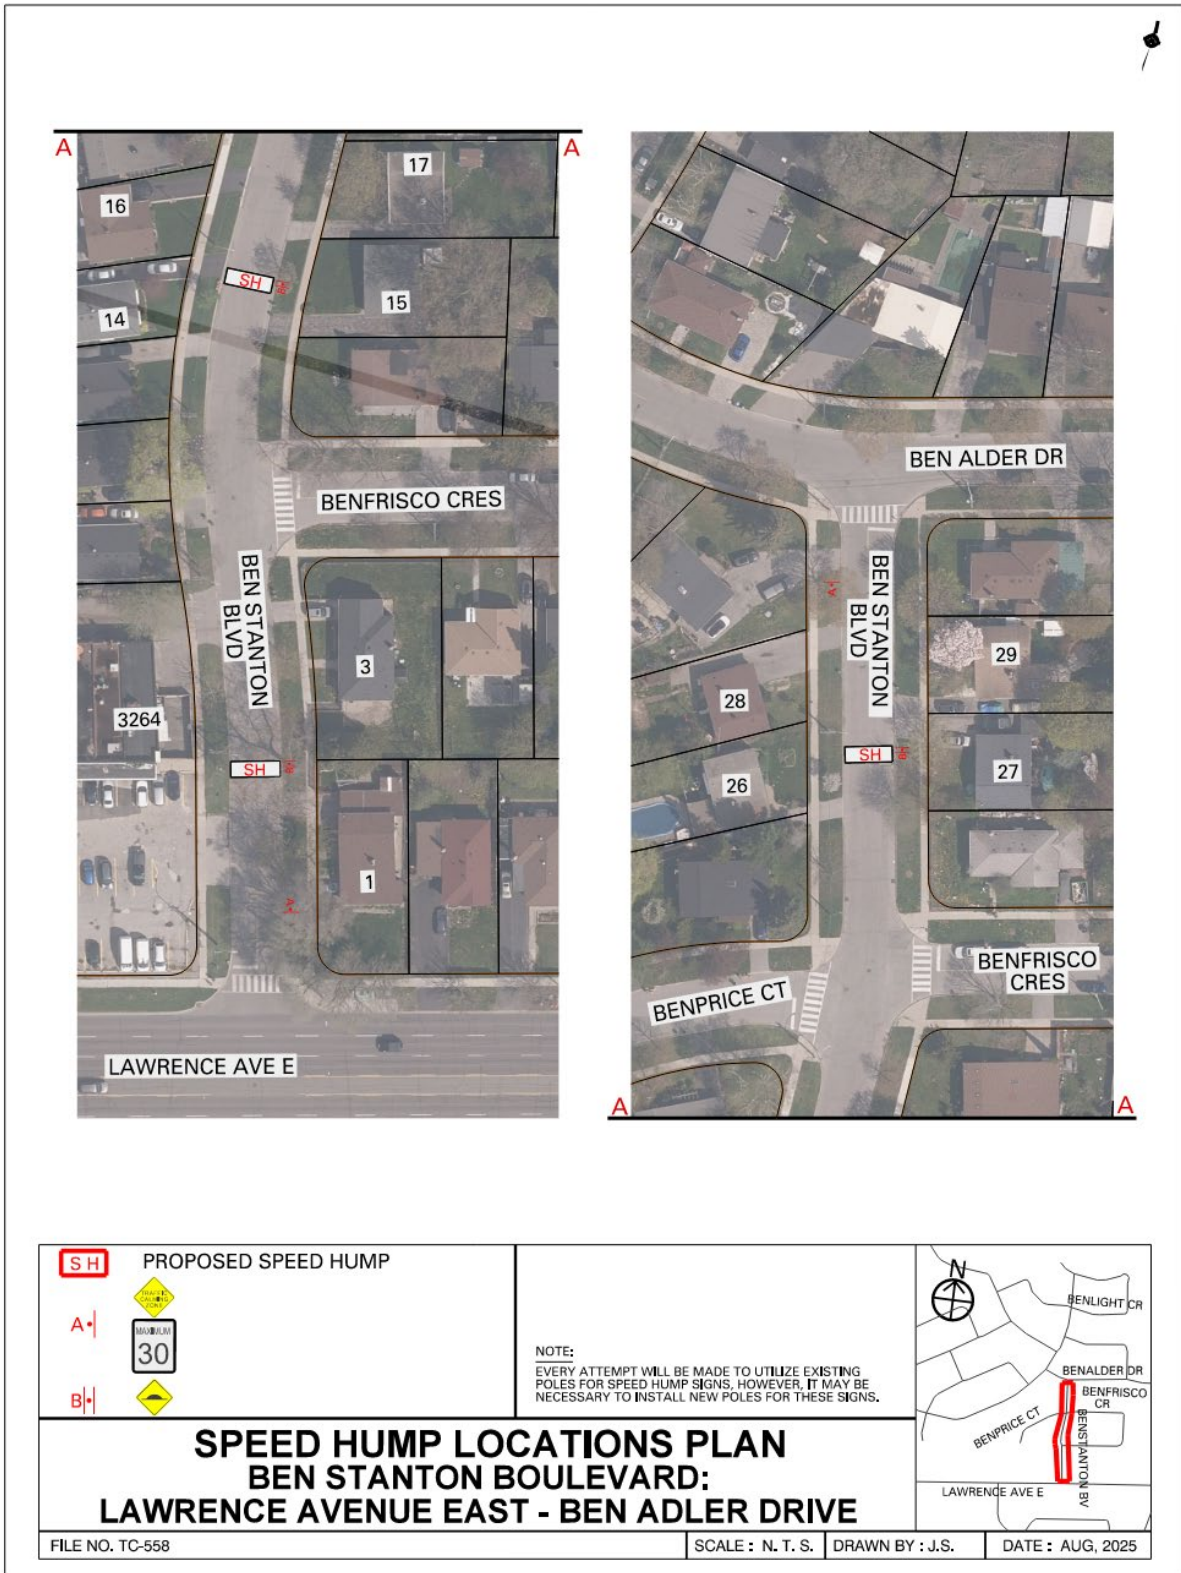 A
A
17
16
SH
B
14
15
BENFRISCO CRES
BEN STANTON
BLVD
3
3264
SH
B
1
A
LAWRENCE AVE E
BEN ALDER DR
A
BEN STANTON
BLVD
29
28
SH
B
27
26
BENFRISCO
CRES
BENPRICE CT
A
A
SH
PROPOSED SPEED HUMP
TRAFFIC
CALMING
ZONE
A
MAXIMUM
30
B
NOTE:
EVERY ATTEMPT WILL BE MADE TO UTILIZE EXISTING
POLES FOR SPEED HUMP SIGNS, HOWEVER, IT MAY BE
NECESSARY TO INSTALL NEW POLES FOR THESE SIGNS.
N
BENLIGHT CR
BENALDER DR
BENFRISCO
CR
BENPRICE CT
BENSTANTON BV
LAWRENCE AVE E
SPEED HUMP LOCATIONS PLAN
BEN STANTON BOULEVARD:
LAWRENCE AVENUE EAST - BEN ADLER DRIVE
FILE NO. TC-558
SCALE : N. T. S.
DRAWN BY : J.S.
DATE : AUG, 2025